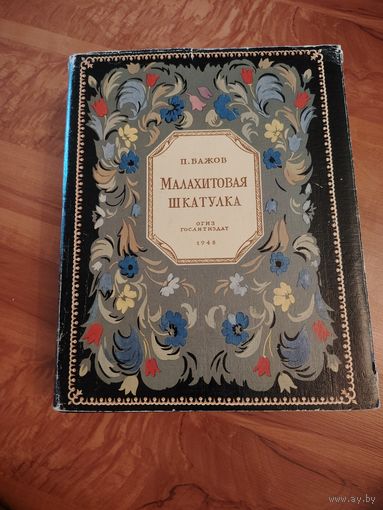 П. БАЖОВ
МАЛАХИТОВАЯ
ШКАТУЛКА
ОГИЗ
ГОСЛИТИЗДАТ
1948
www.ay.by